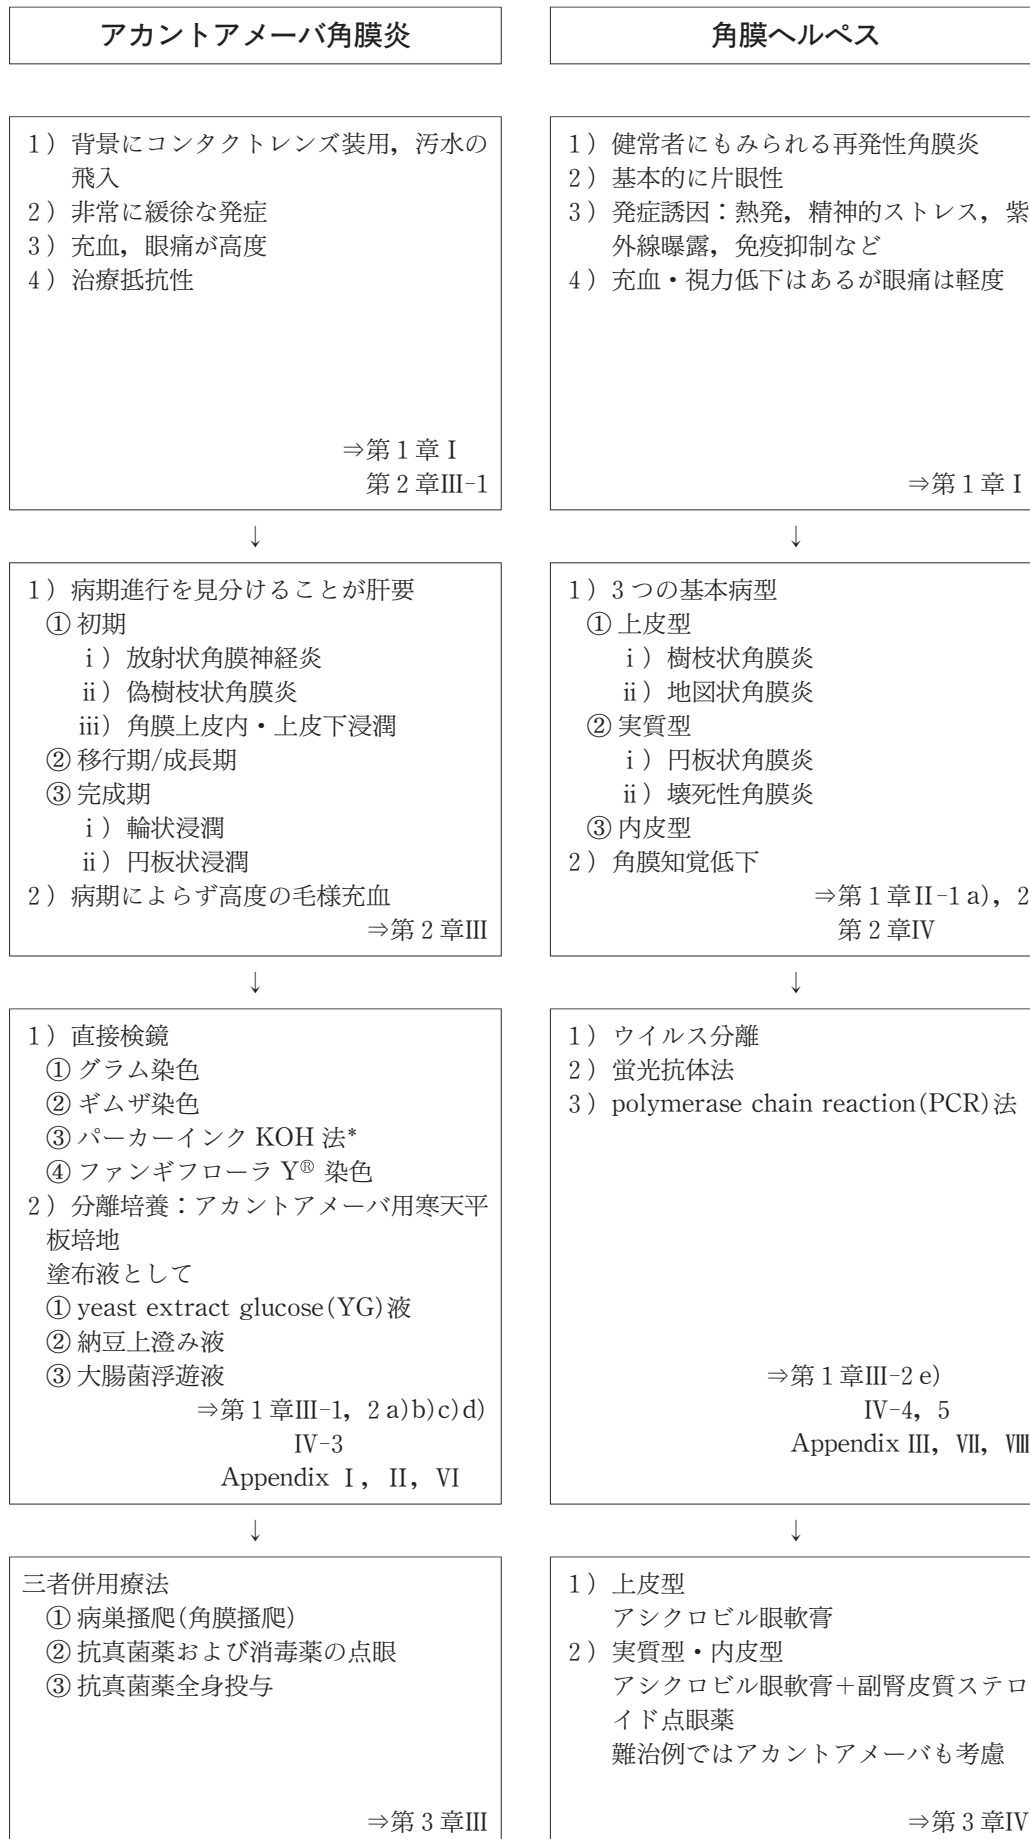 アカントアメーバ角膜炎
1）背景にコンタクトレンズ装用，汚水の
飛入
2）非常に緩徐な発症
3）充血，眼痛が高度
4）治療抵抗性
⇒第1章Ⅰ
第2章Ⅲ-1
↓
1）病期進行を見分けることが肝要
① 初期
ⅰ）放射状角膜神経炎
ⅱ）偽樹枝状角膜炎
ⅲ）角膜上皮内・上皮下浸潤
② 移行期/成長期
③ 完成期
ⅰ）輪状浸潤
ⅱ）円板状浸潤
2）病期によらず高度の毛様充血
⇒第2章Ⅲ
↓
1）直接検鏡
① グラム染色
② ギムザ染色
③ パーカーインク KOH 法*
④ ファンギフローラ Y® 染色
2）分離培養：アカントアメーバ用寒天平
板培地
塗布液として
① yeast extract glucose(YG)液
② 納豆上澄み液
③ 大腸菌浮遊液
⇒第1章Ⅲ-1，2 a)b)c)d)
Ⅳ-3
Appendix Ⅰ，Ⅱ，Ⅵ
↓
三者併用療法
① 病巣掻爬(角膜掻爬)
② 抗真菌薬および消毒薬の点眼
③ 抗真菌薬全身投与
⇒第3章Ⅲ
角膜ヘルペス
1）健常者にもみられる再発性角膜炎
2）基本的に片眼性
3）発症誘因：熱発，精神的ストレス，紫
外線曝露，免疫抑制など
4）充血・視力低下はあるが眼痛は軽度
⇒第1章Ⅰ
↓
1）3つの基本病型
① 上皮型
ⅰ）樹枝状角膜炎
ⅱ）地図状角膜炎
② 実質型
ⅰ）円板状角膜炎
ⅱ）壊死性角膜炎
③ 内皮型
2）角膜知覚低下
⇒第1章Ⅱ-1 a)，2
第2章Ⅳ
↓
1）ウイルス分離
2）蛍光抗体法
3）polymerase chain reaction(PCR)法
⇒第1章Ⅲ-2 e)
Ⅳ-4，5
Appendix Ⅲ，Ⅶ，Ⅷ
↓
1）上皮型
アシクロビル眼軟膏
2）実質型・内皮型
アシクロビル眼軟膏＋副腎皮質ステロ
イド点眼薬
難治例ではアカントアメーバも考慮
⇒第3章Ⅳ